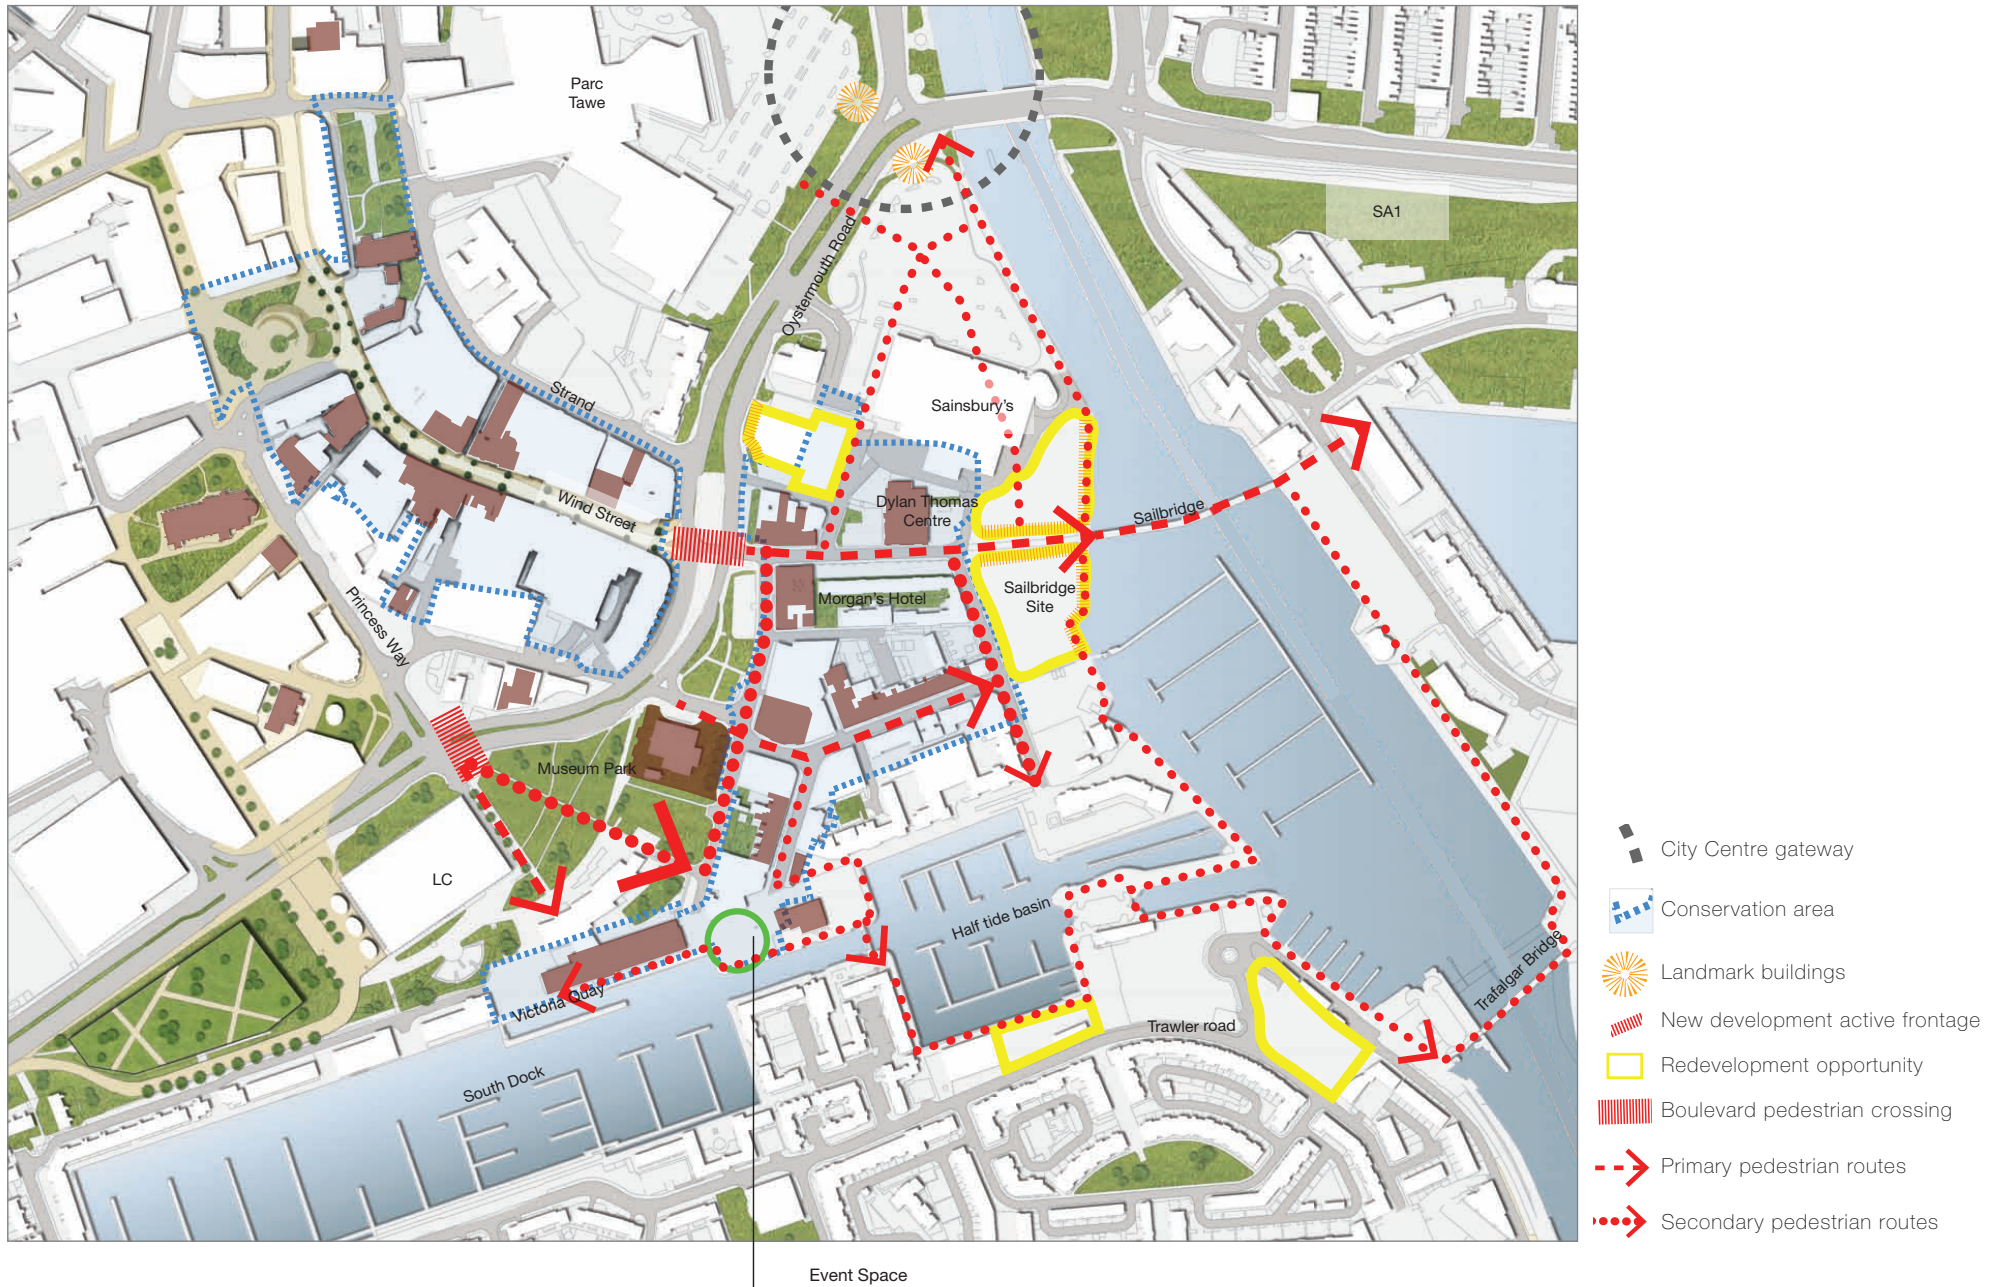 Parc
Tawe
SA1
Oystermouth Road
Strand
Sainsbury's
Wind Street
Dylan Thomas
Centre
Sailbridge
Morgan's Hotel
Sailbridge
Site
Princess Way
Museum Park
LC
Half tide basin
Victoria Quay
Trafalgar Bridge
Trawler road
South Dock
Event Space
City Centre gateway
Conservation area
Landmark buildings
New development active frontage
Redevelopment opportunity
Boulevard pedestrian crossing
Primary pedestrian routes
Secondary pedestrian routes